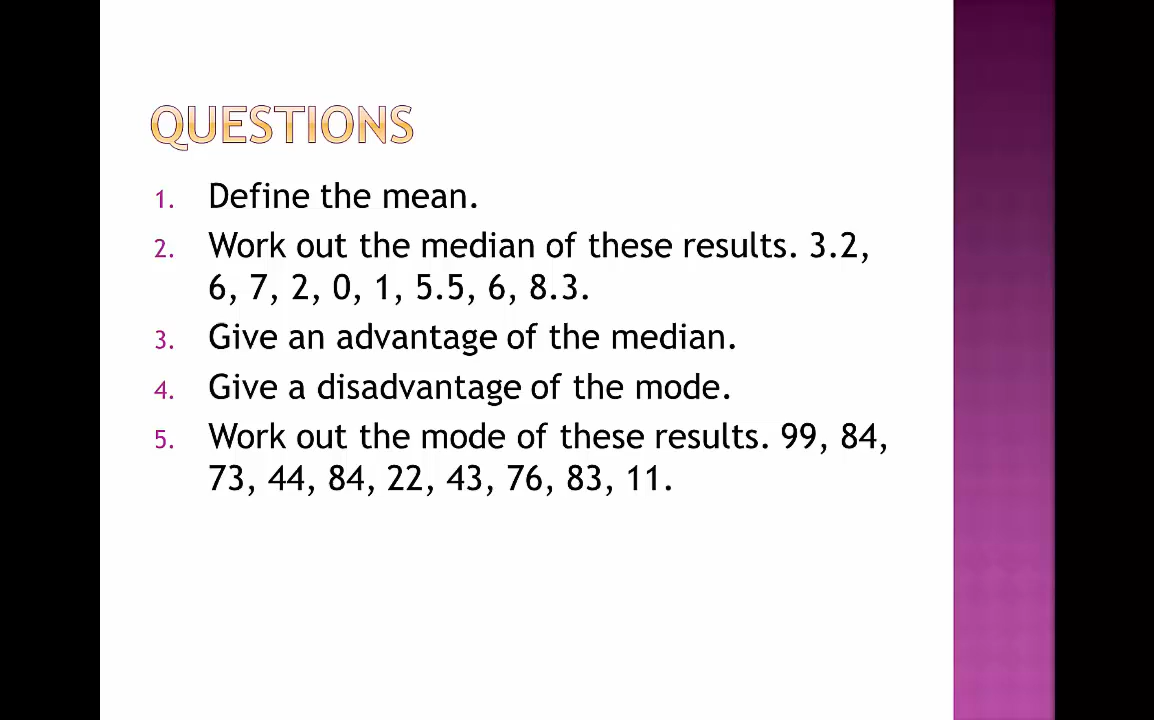 QUESTIONS
1. Define the mean.
2. Work out the median of these results. 3.2,
6, 7, 2, 0, 1, 5.5, 6, 8.3.
3. Give an advantage of the median.
4. Give a disadvantage of the mode.
5. Work out the mode of these results. 99, 84,
73, 44, 84, 22, 43, 76, 83, 11.